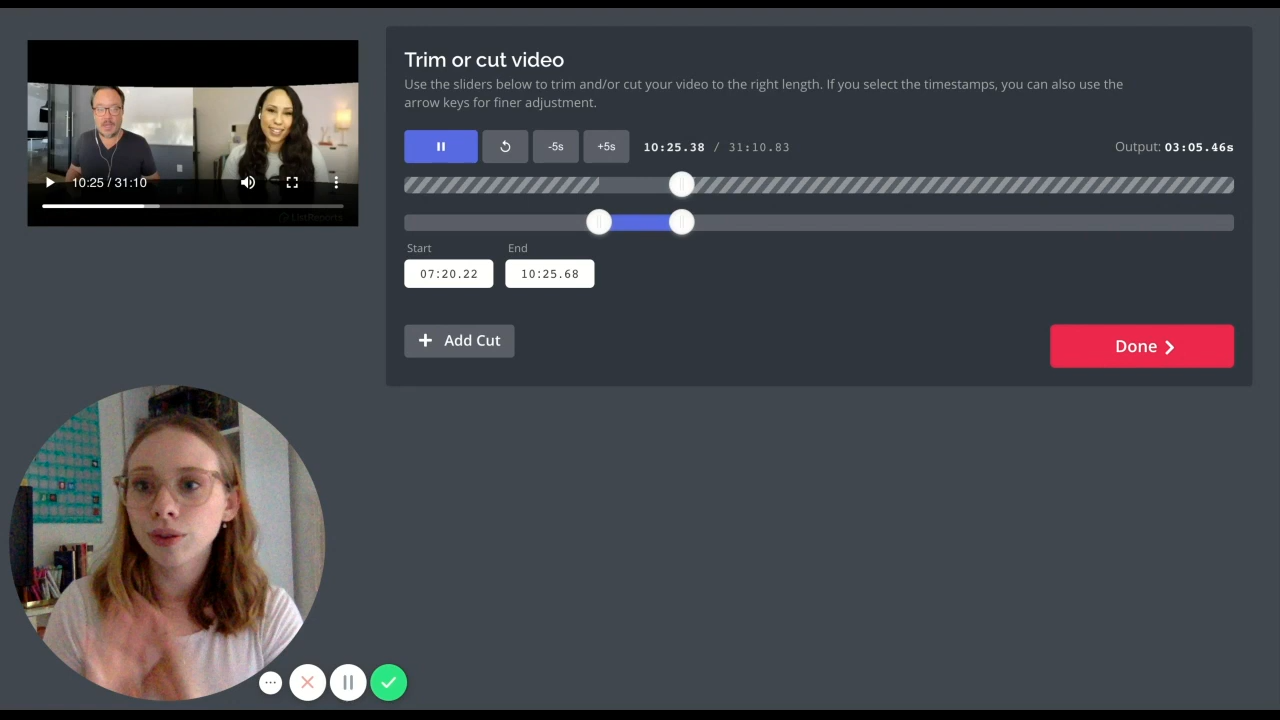 Trim or cut video
Use the sliders below to trim and/or cut your video to the right length. If you select the timestamps, you can also use the
arrow keys for finer adjustment.
-5s
+5s
10:25.38 / 31:10.83
Output: 03:05.46s
10:25 / 31:10
ListReports
Start
End
07:20.22
10:25.68
+ Add Cut
Done